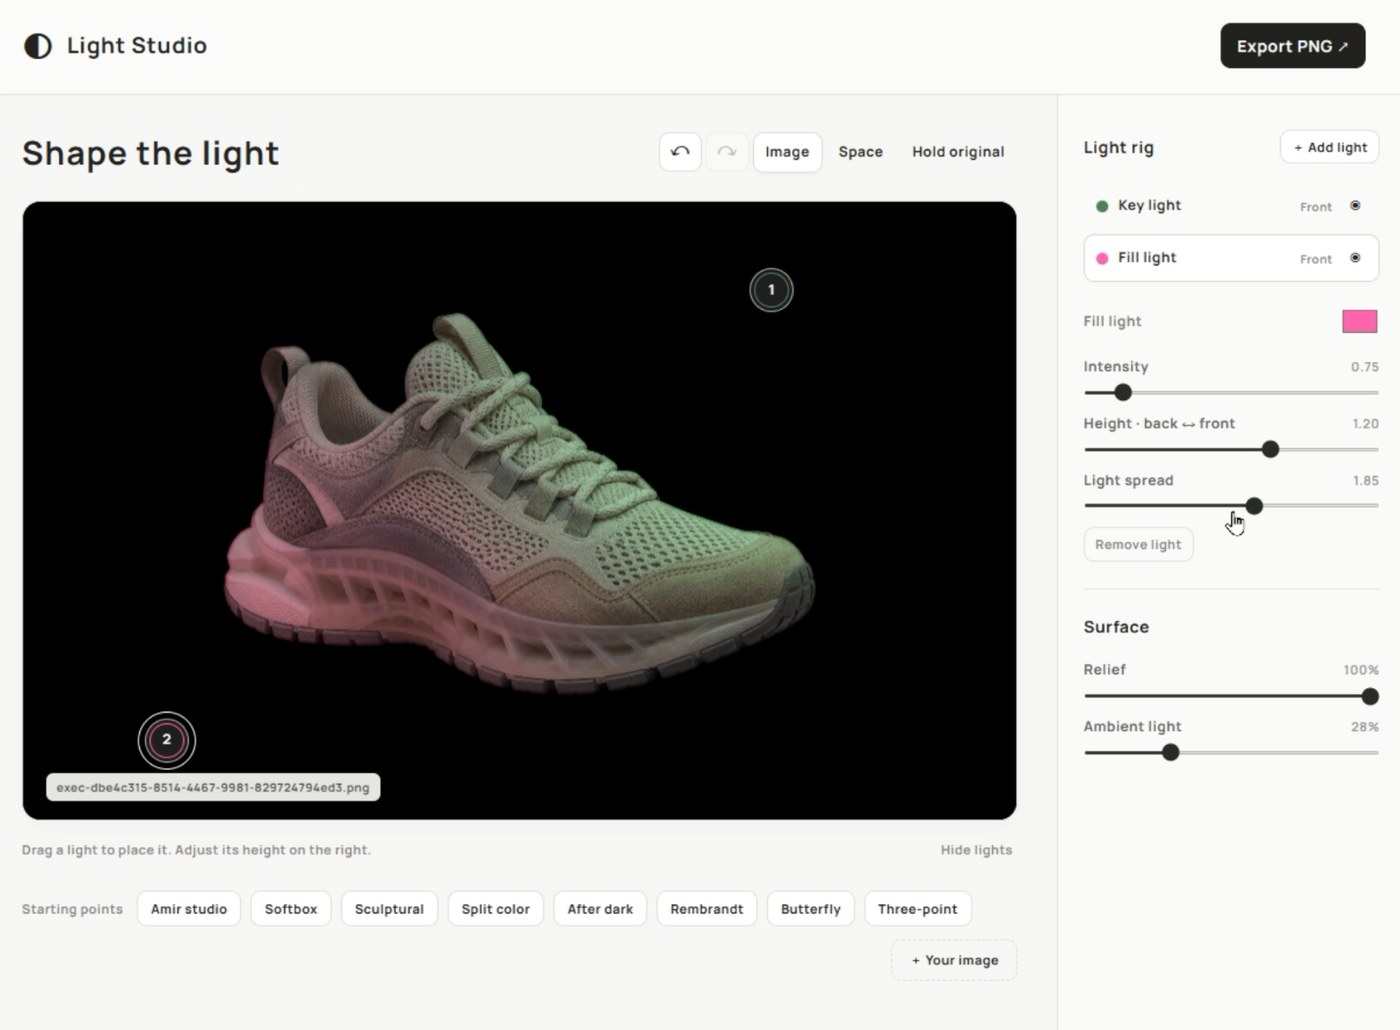 Light Studio
Export PNG ↗
Shape the light
Image
Space
Hold original
1
2
exec-dbe4c315-8514-4467-9981-829724794ed3.png
Drag a light to place it. Adjust its height on the right.
Hide lights
Starting points
Amir studio
Softbox
Sculptural
Split color
After dark
Rembrandt
Butterfly
Three-point
+ Your image
Light rig
+ Add light
Key light Front
Fill light Front
Fill light
Intensity 0.75
Height · back ↔ front 1.20
Light spread 1.85
Remove light
Surface
Relief 100%
Ambient light 28%